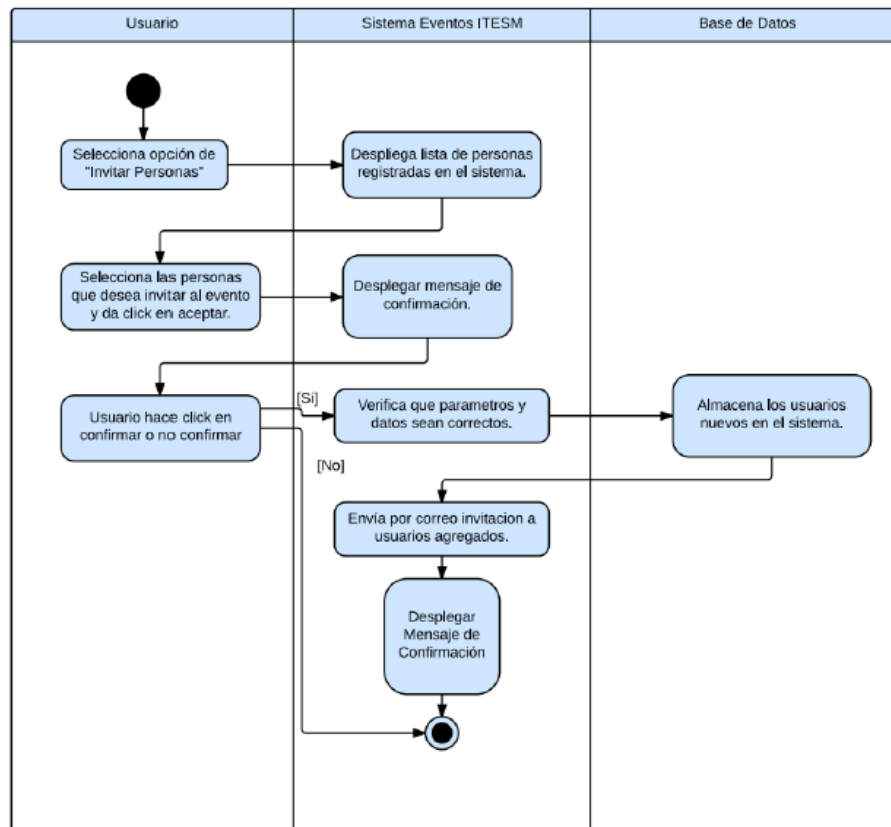 Usuario
Sistema Eventos ITESM
Base de Datos
Selecciona opción de
"Invitar Personas"
Despliega lista de personas
registradas en el sistema.
Selecciona las personas
que desea invitar al evento
y da click en aceptar.
Desplegar mensaje de
confirmación.
Usuario hace click en
confirmar o no confirmar
[Si]
[No]
Verifica que parametros y
datos sean correctos.
Almacena los usuarios
nuevos en el sistema.
Envía por correo invitacion a
usuarios agregados.
Desplegar
Mensaje de
Confirmación